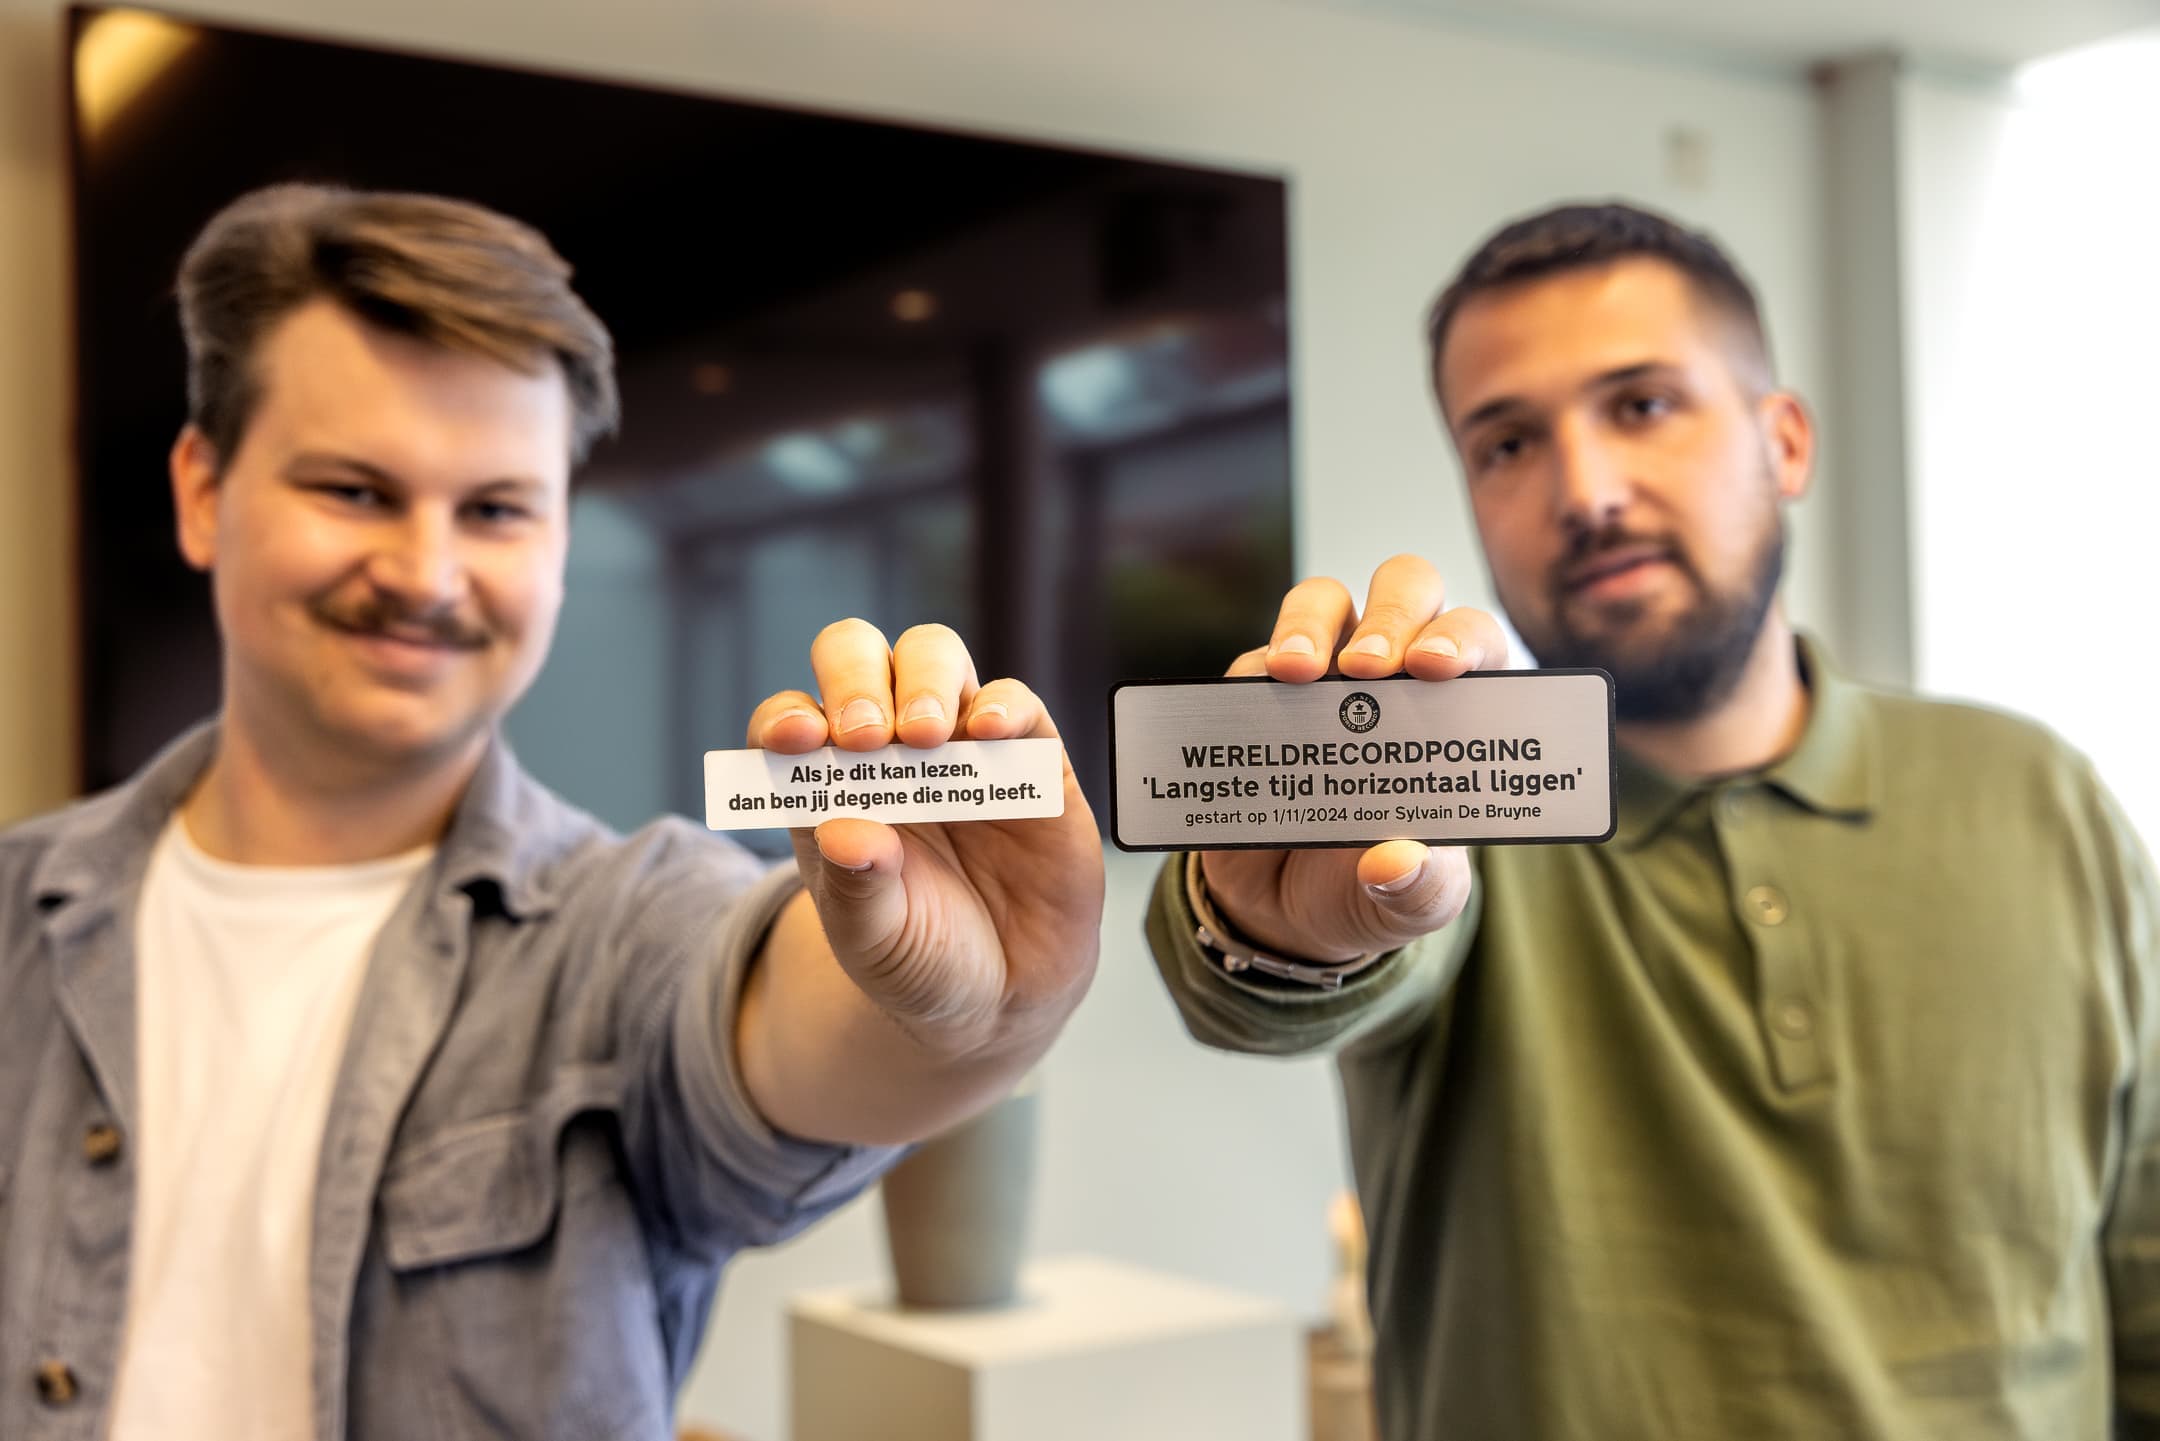 Als je dit kan lezen,
dan ben jij degene die nog leeft.
WERELDRECORDPOGING
'Langste tijd horizontaal liggen'
gestart op 1/11/2024 door Sylvain De Bruyne